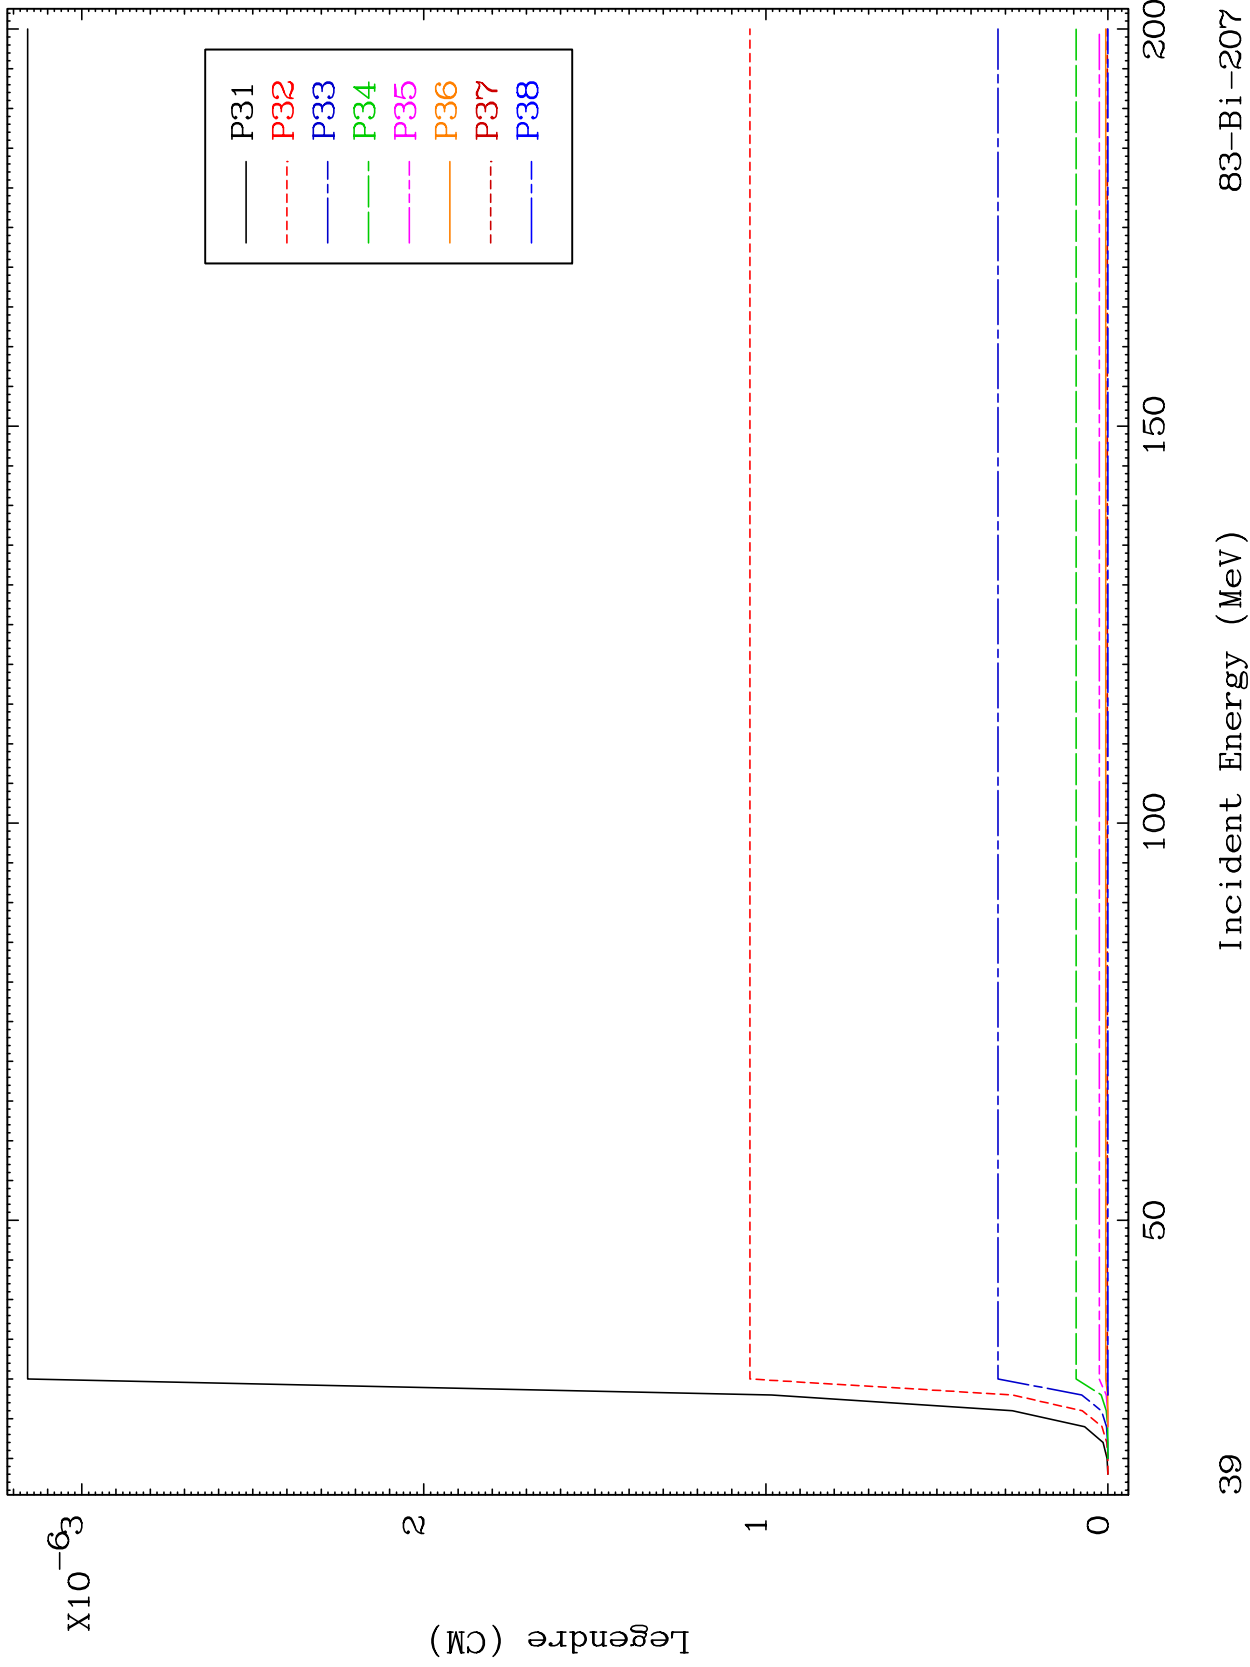 X10-6
3
2
1
0
Legendre (CM)
P31
P32
P33
P34
P35
P36
P37
P38
50
100
150
200
Incident Energy (MeV)
39
83-Bi-207